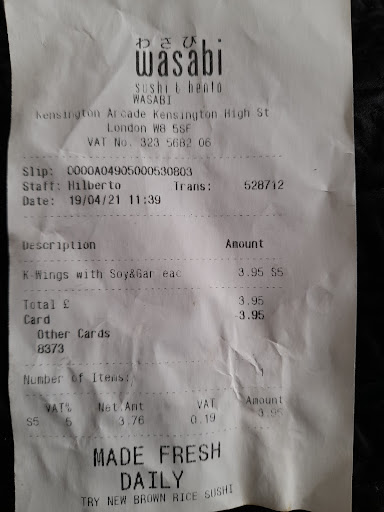 わさび
wasabi
sushi & bento
WASABI
Kensington Arcade Kensington High St
London W8 5SF
VAT No. 323 5682 06
Slip: 0000A04905000530803
Staff: Hilberto Trans: 528712
Date: 19/04/21 11:39
Description Amount
K-Wings with Soy&Gar eac 3.95 S5
Total £ 3.95
Card -3.95
Other Cards
8373
Number of Items:
VAT% Net.Amt VAT Amount
S5 5 3.76 0.19 3.95
MADE FRESH
DAILY
TRY NEW BROWN RICE SUSHI